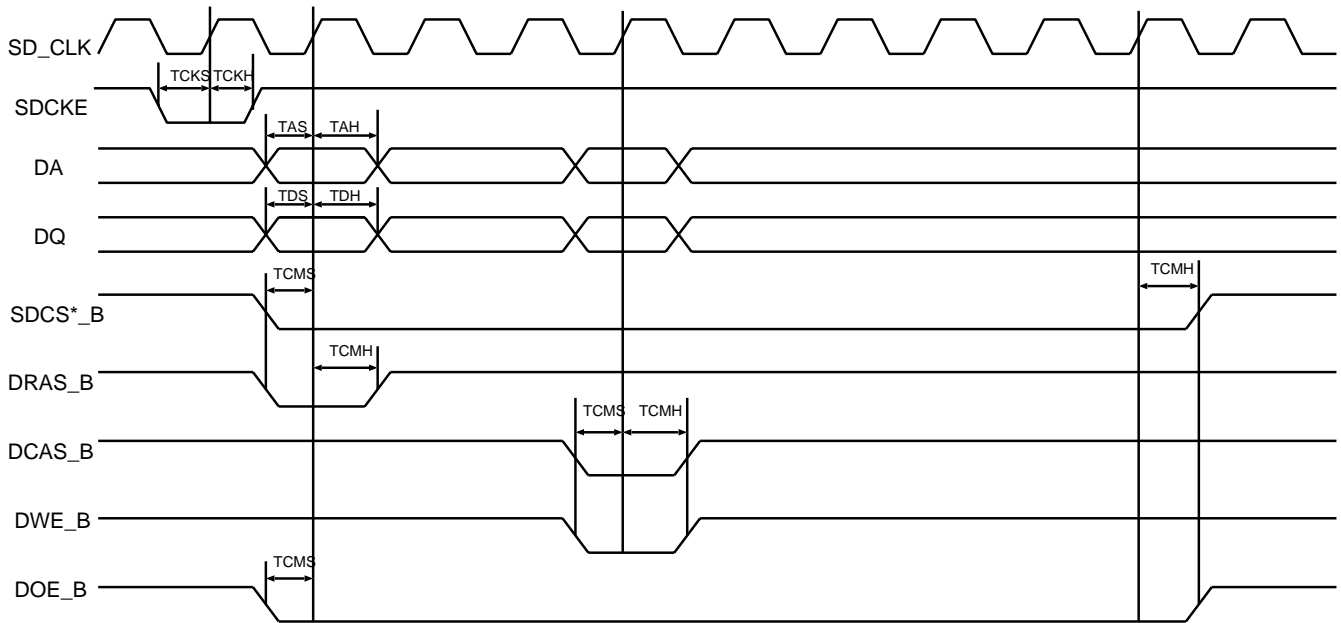 SD_CLK
TCKS TCKH
SDCKE
TAS TAH
DA
TDS TDH
DQ
TCMS TCMH
SDCS*_B
TCMH
DRAS_B
TCMS TCMH
DCAS_B
DWE_B
TCMS
DOE_B